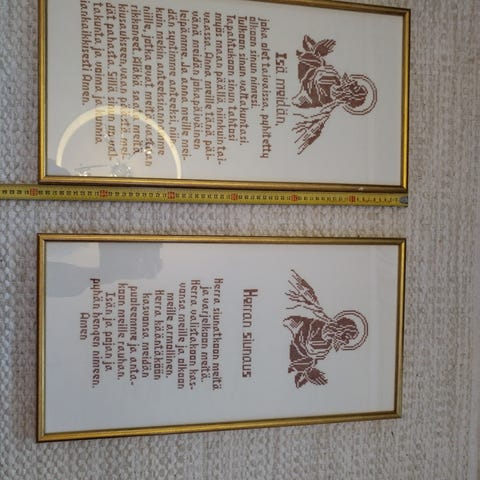 Isä meidän,
joka olet taivaissa, pyhitetty
olkoon sinun nimesi.
Tulkoon sinun valtakuntasi.
Tapahtukoon sinun tahtosi
myös maan päällä niinkuin tai-
vaassa. Anna meille tänä päi-
vänä meidän jokapäiväinen
leipämme. Ja anna meille mei-
dän syntimme anteeksi, niin
kuin mekin anteeksi annamme
niille, jotka ovat meitä vastaan
rikkoneet. Äläkä saata meitä
kiusaukseen, vaan päästä mei-
dät pahasta. Sillä sinun on val-
takunta ja voima ja kunnia
iankaikkisesti Amen.
Herran siunaus
Herra siunatkoon meitä
ja varjelkoon meitä.
Herra valistakoon kas-
vonsa meille ja olkoon
meille armollinen.
Herra kääntäköön
kasvonsa meidän
puoleemme ja anta-
koon meille rauhan.
Isän ja pojan ja
pyhän hengen nimeen.
Amen